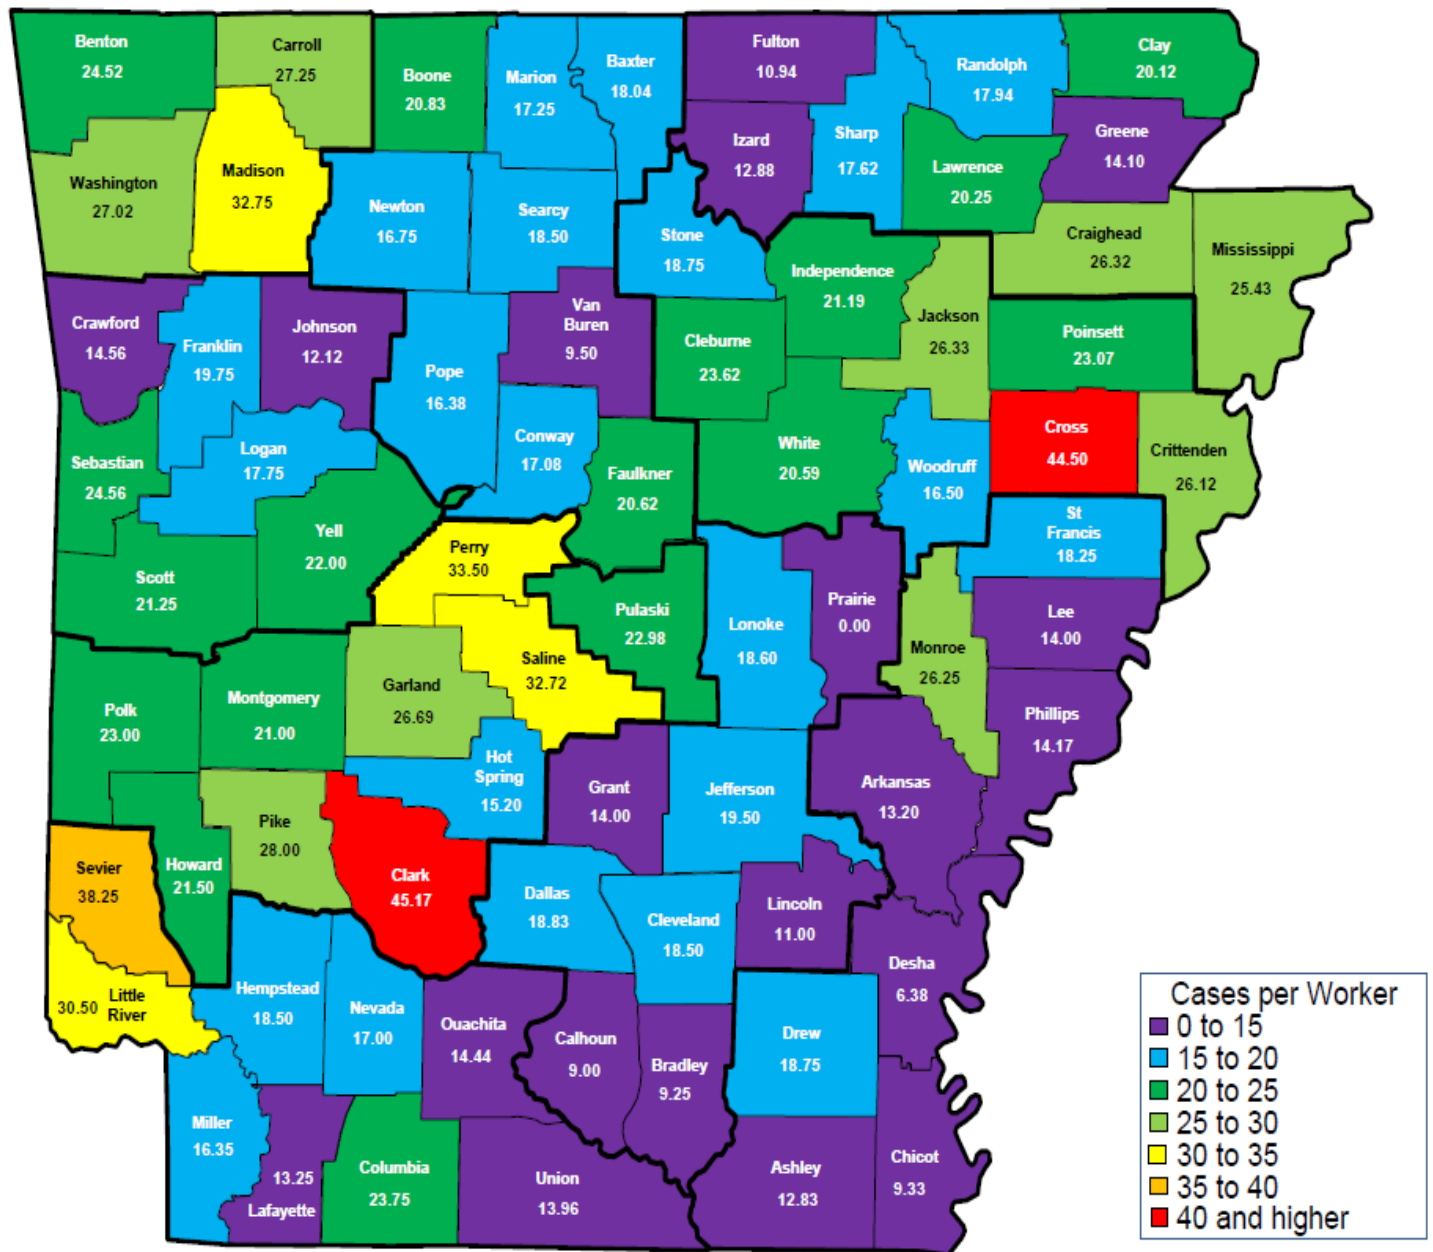 Benton
24.52
Carroll
27.25
Boone
20.83
Marion
17.25
Baxter
18.04
Fulton
10.94
Randolph
17.94
Clay
20.12
Washington
27.02
Madison
32.75
Newton
16.75
Searcy
18.50
Stone
18.75
Izard
12.88
Sharp
17.62
Lawrence
20.25
Greene
14.10
Craighead
26.32
Mississippi
25.43
Crawford
14.56
Franklin
19.75
Johnson
12.12
Pope
16.38
Van
Buren
9.50
Cleburne
23.62
Independence
21.19
Jackson
26.33
Poinsett
23.07
Sebastian
24.56
Logan
17.75
Conway
17.08
Faulkner
20.62
White
20.59
Woodruff
16.50
Cross
44.50
Crittenden
26.12
Scott
21.25
Yell
22.00
Perry
33.50
Pulaski
22.98
Lonoke
18.60
Prairie
0.00
Monroe
26.25
St
Francis
18.25
Lee
14.00
Phillips
14.17
Polk
23.00
Montgomery
21.00
Garland
26.69
Saline
32.72
Hot
Spring
15.20
Grant
14.00
Jefferson
19.50
Arkansas
13.20
Sevier
38.25
Howard
21.50
Pike
28.00
Clark
45.17
Dallas
18.83
Cleveland
18.50
Lincoln
11.00
Desha
6.38
30.50
Little
River
Hempstead
18.50
Nevada
17.00
Ouachita
14.44
Calhoun
9.00
Bradley
9.25
Drew
18.75
Miller
16.35
13.25
Lafayette
Columbia
23.75
Union
13.96
Ashley
12.83
Chicot
9.33
Cases per Worker
0 to 15
15 to 20
20 to 25
25 to 30
30 to 35
35 to 40
40 and higher